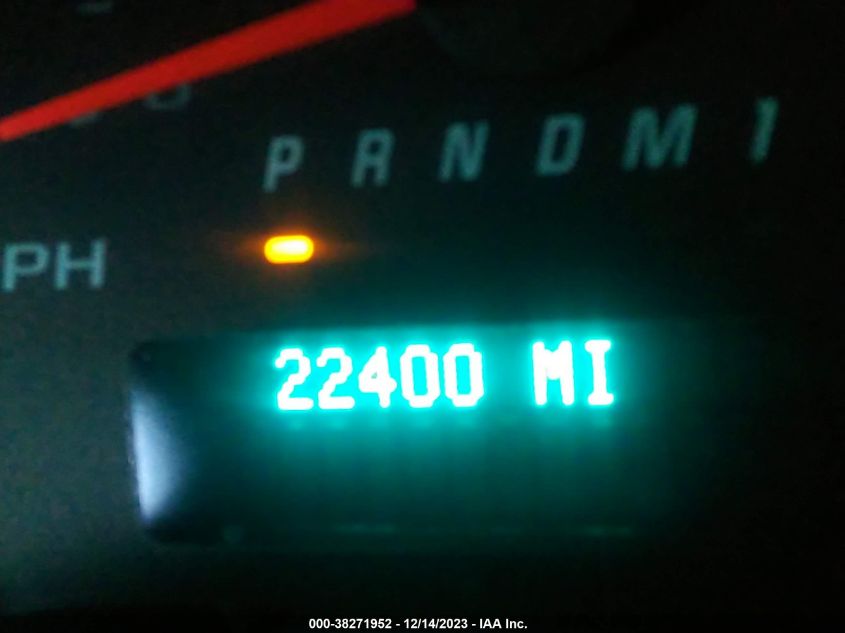 P R N D M 1
PH
22400 MI
000-38271952 - 12/14/2023 - IAA Inc.